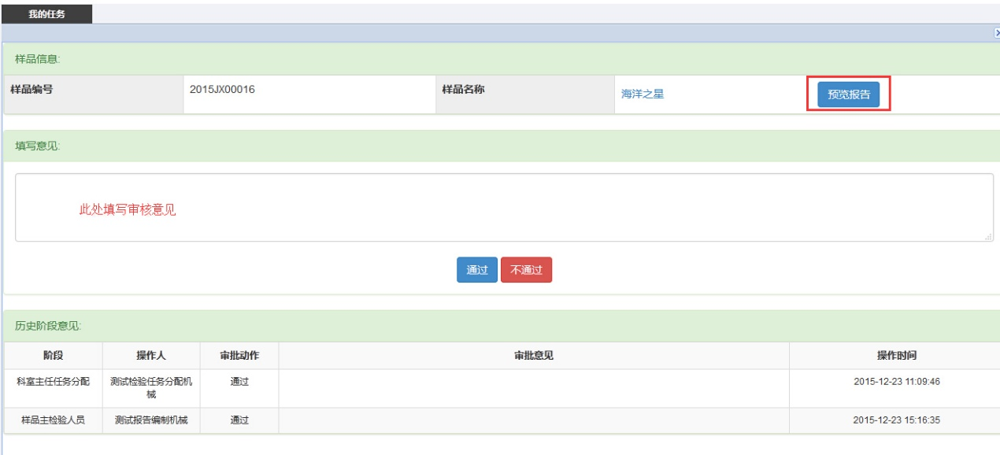 我的任务
样品信息:
样品编号 2015JX00016 样品名称 海洋之星 预览报告
填写意见:
此处填写审核意见
通过 不通过
历史阶段意见:
阶段 操作人 审批动作 审批意见 操作时间
科室主任任务分配 测试检验任务分配机械 通过 2015-12-23 11:09:46
样品主检验人员 测试报告编制机械 通过 2015-12-23 15:16:35